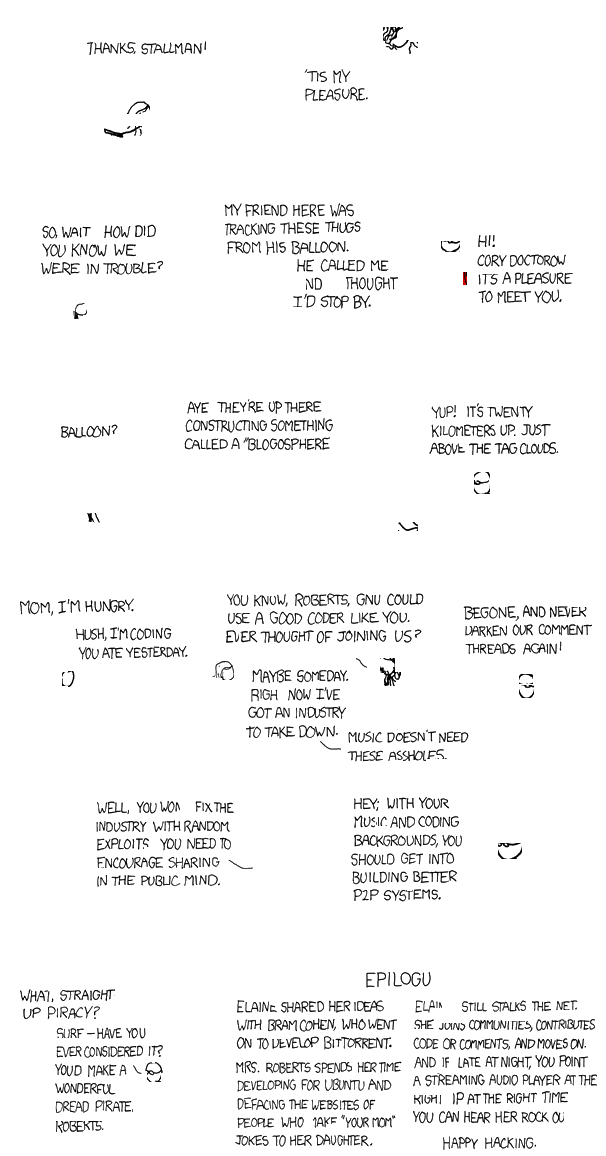 THANKS, STALLMAN!
'TIS MY
PLEASURE.
SO, WAIT HOW DID
YOU KNOW WE
WERE IN TROUBLE?
MY FRIEND HERE WAS
TRACKING THESE THUGS
FROM HIS BALLOON.
HE CALLED ME
ND THOUGHT
I'D STOP BY.
HI!
CORY DOCTOROW
IT'S A PLEASURE
TO MEET YOU.
BALLOON?
AYE THEY'RE UP THERE
CONSTRUCTING SOMETHING
CALLED A "BLOGOSPHERE
YUP! IT'S TWENTY
KILOMETERS UP. JUST
ABOVE THE TAG CLOUDS.
MOM, I'M HUNGRY.
HUSH, I'M CODING
YOU ATE YESTERDAY.
YOU KNOW, ROBERTS, GNU COULD
USE A GOOD CODER LIKE YOU.
EVER THOUGHT OF JOINING US?
MAYBE SOMEDAY.
RIGH NOW I'VE
GOT AN INDUSTRY
TO TAKE DOWN.
MUSIC DOESN'T NEED
THESE ASSHOLES.
BEGONE, AND NEVER
DARKEN OUR COMMENT
THREADS AGAIN!
WELL, YOU WON FIX THE
INDUSTRY WITH RANDOM
EXPLOITS YOU NEED TO
ENCOURAGE SHARING
IN THE PUBLIC MIND.
HEY, WITH YOUR
MUSIC AND CODING
BACKGROUNDS, YOU
SHOULD GET INTO
BUILDING BETTER
P2P SYSTEMS.
WHAT, STRAIGHT
UP PIRACY?
SURE — HAVE YOU
EVER CONSIDERED IT?
YOU'D MAKE A
WONDERFUL
DREAD PIRATE,
ROBERTS.
EPILOGU
ELAINE SHARED HER IDEAS
WITH BRAM COHEN, WHO WENT
ON TO DEVELOP BITTORRENT.
MRS. ROBERTS SPENDS HER TIME
DEVELOPING FOR UBUNTU AND
DEFACING THE WEBSITES OF
PEOPLE WHO MAKE "YOUR MOM"
JOKES TO HER DAUGHTER.
ELAIN STILL STALKS THE NET.
SHE JOINS COMMUNITIES, CONTRIBUTES
CODE OR COMMENTS, AND MOVES ON.
AND IF LATE AT NIGHT, YOU POINT
A STREAMING AUDIO PLAYER AT THE
RIGHT IP AT THE RIGHT TIME
YOU CAN HEAR HER ROCK OU
HAPPY HACKING.